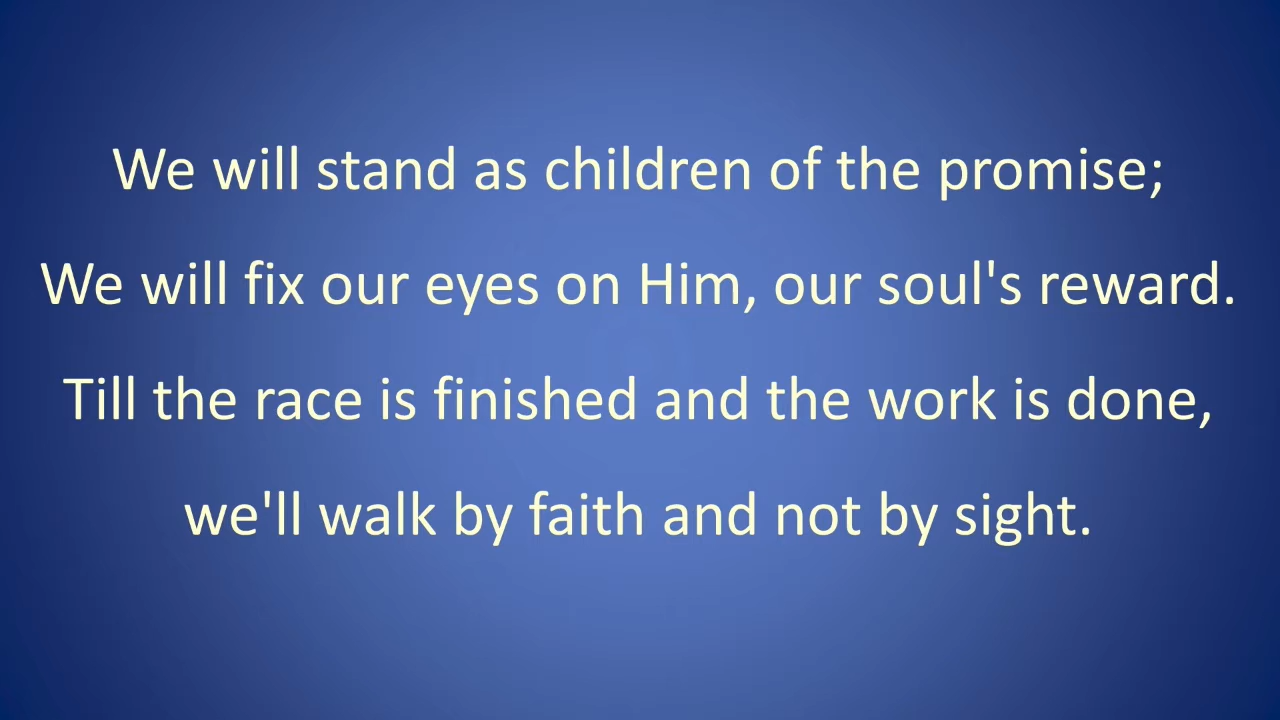 We will stand as children of the promise;
We will fix our eyes on Him, our soul's reward.
Till the race is finished and the work is done,
we'll walk by faith and not by sight.